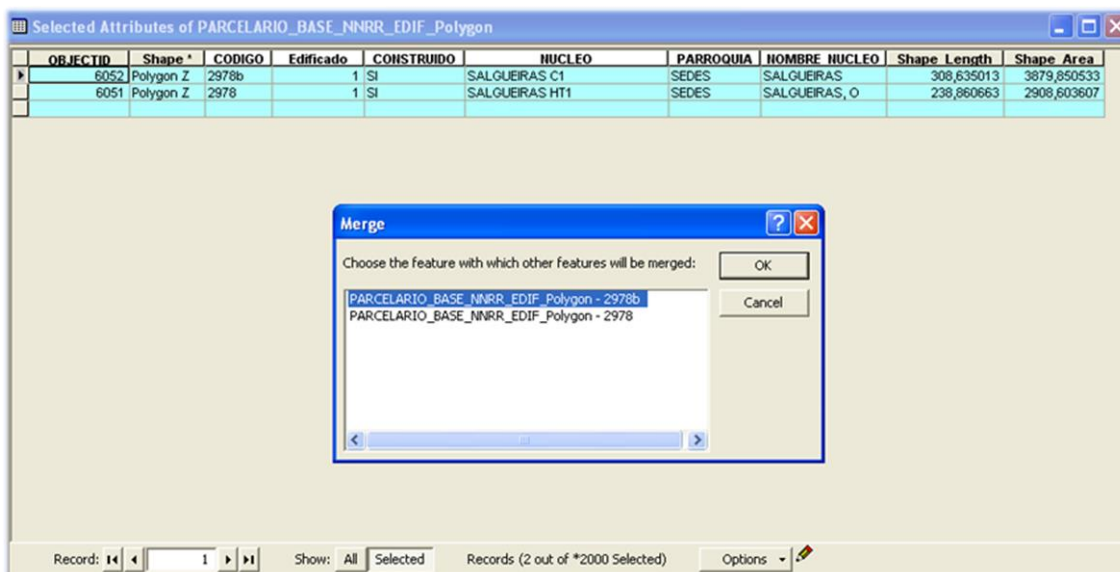 Selected Attributes of PARCELARIO_BASE_NNRR_EDIF_Polygon
OBJECTID Shape * CODIGO Edificado CONSTRUIDO NUCLEO PARROQUIA NOMBRE NUCLEO Shape Length Shape Area
6052 Polygon Z 2978b 1 SI SALGUEIRAS C1 SEDES SALGUEIRAS 308,635013 3879,850533
6051 Polygon Z 2978 1 SI SALGUEIRAS HT1 SEDES SALGUEIRAS, O 238,860663 2908,603607
Merge
Choose the feature with which other features will be merged:
OK
PARCELARIO_BASE_NNRR_EDIF_Polygon - 2978b
PARCELARIO_BASE_NNRR_EDIF_Polygon - 2978
Cancel
Record: 1 Show: All Selected Records (2 out of *2000 Selected) Options